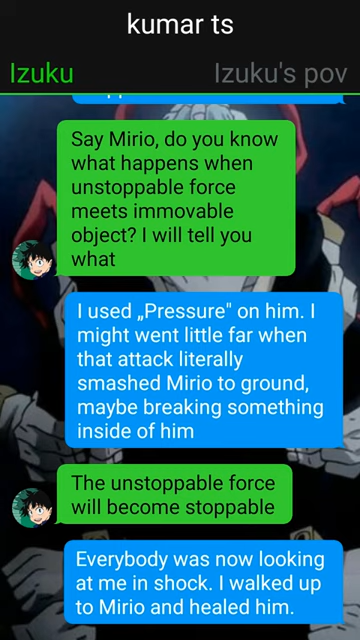 kumar ts
Izuku
Izuku's pov
Say Mirio, do you know
what happens when
unstoppable force
meets immovable
object? I will tell you
what
I used „Pressure" on him. I
might went little far when
that attack literally
smashed Mirio to ground,
maybe breaking something
inside of him
The unstoppable force
will become stoppable
Everybody was now looking
at me in shock. I walked up
to Mirio and healed him.